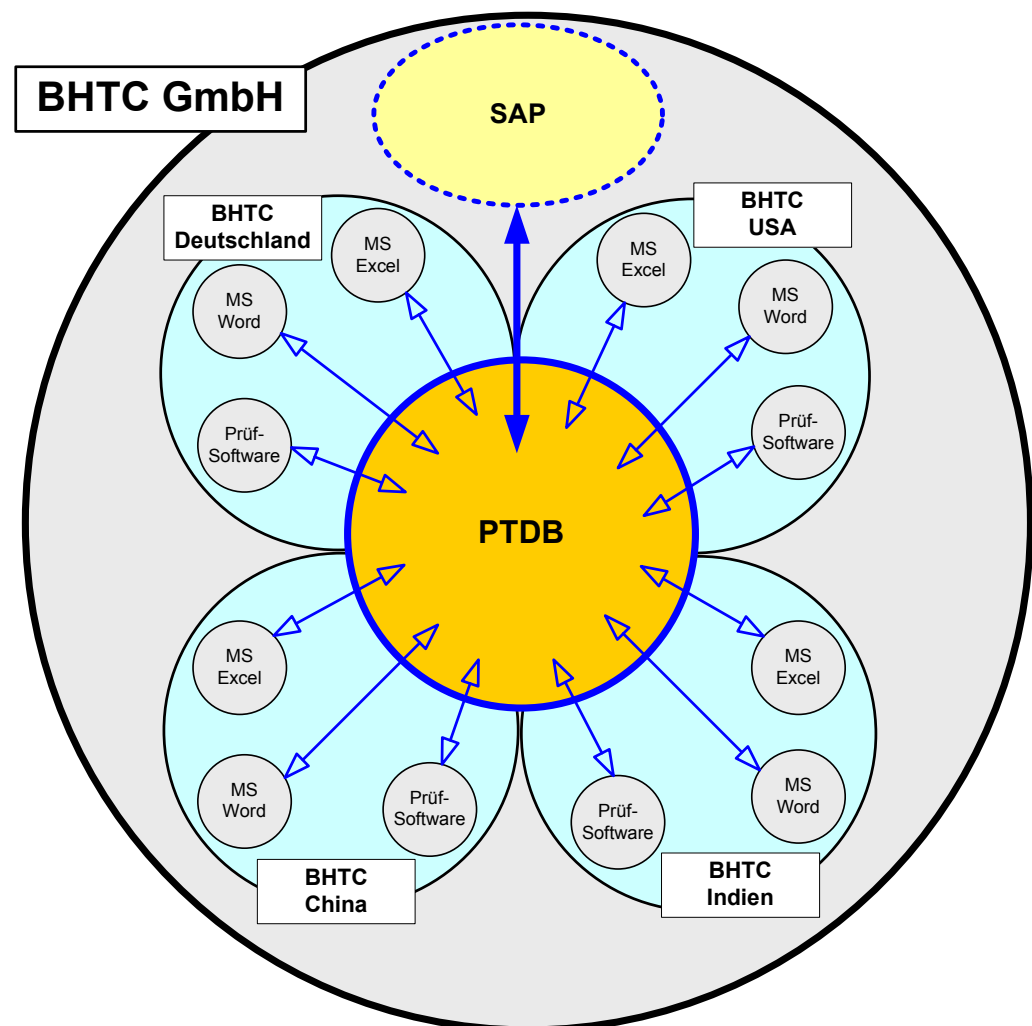 BHTC GmbH
SAP
BHTC
Deutschland
MS
Excel
MS
Word
Prüf-
Software
BHTC
USA
MS
Excel
MS
Word
Prüf-
Software
PTDB
MS
Excel
MS
Word
Prüf-
Software
BHTC
China
MS
Excel
MS
Word
Prüf-
Software
BHTC
Indien